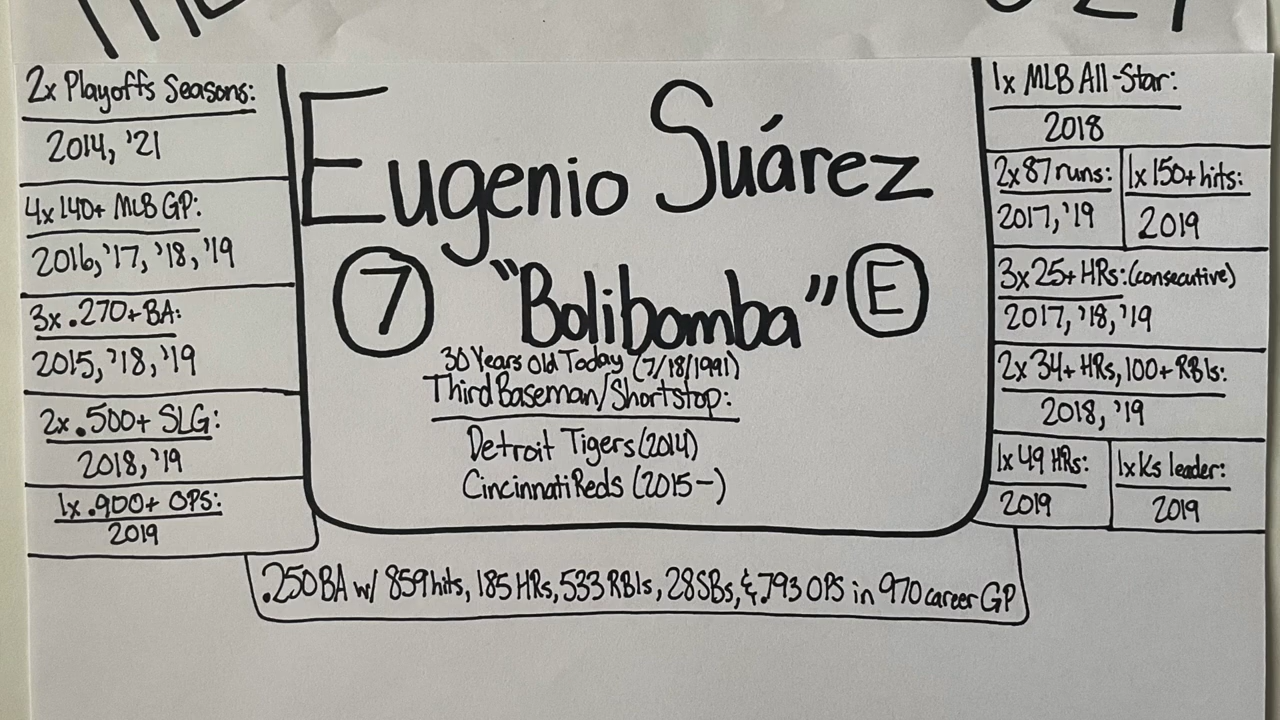 2x Playoffs Seasons:
2014, '21
4x 140+ MLB GP:
2016, '17, '18, '19
3x .270+ BA:
2015, '18, '19
2x .500+ SLG:
2018, '19
1x .900+ OPS:
2019
Eugenio Suárez
7 "Bolibomba" E
30 Years Old Today (7/18/1991)
Third Baseman/Shortstop:
Detroit Tigers (2014)
Cincinnati Reds (2015-)
1x MLB All-Star:
2018
2x 87 runs:
2017, '19
1x 150+ hits:
2019
3x 25+ HRs: (consecutive)
2017, '18, '19
2x 34+ HRs, 100+ RBIs:
2018, '19
1x 49 HRs:
2019
1x Ks leader:
2019
.250 BA w/ 859 hits, 185 HRs, 533 RBIs, 28 SBs, & .793 OPS in 970 career GP